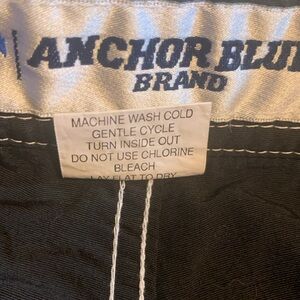 ANCHOR BLU
BRAND
MACHINE WASH COLD
GENTLE CYCLE
TURN INSIDE OUT
DO NOT USE CHLORINE
BLEACH
LAY FLAT TO DRY